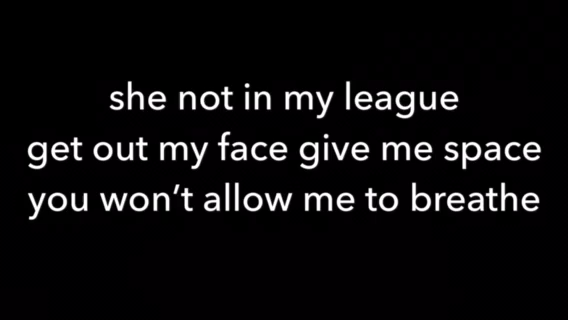 she not in my league
get out my face give me space
you won’t allow me to breathe